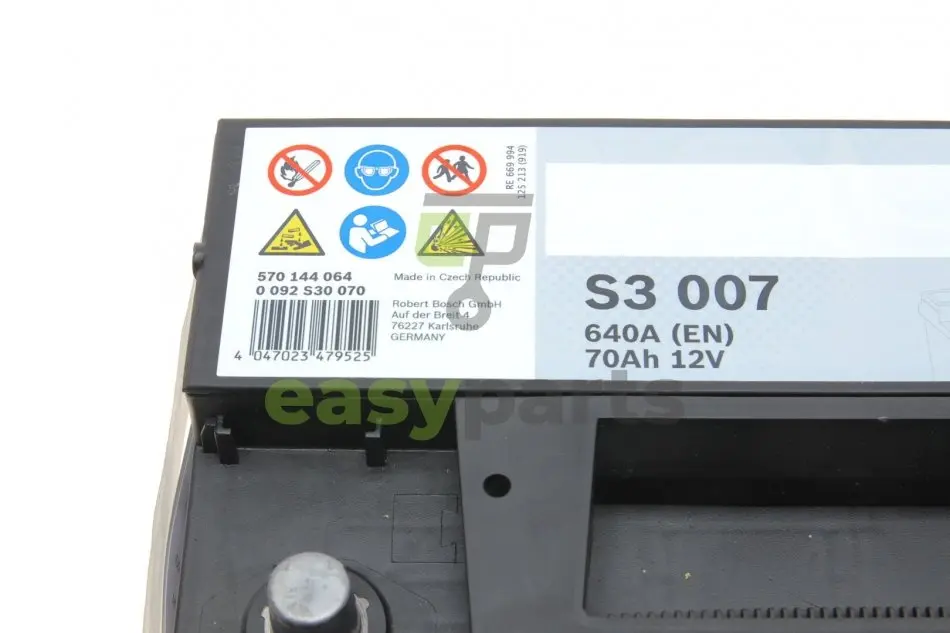 RE 669 994
125 213 (919)
570 144 064
0 092 S30 070
Made in Czech Republic
Robert Bosch GmbH
Auf der Breit 4
76227 Karlsruhe
GERMANY
4 047023 479525
S3 007
640A (EN)
70Ah 12V
easyparts